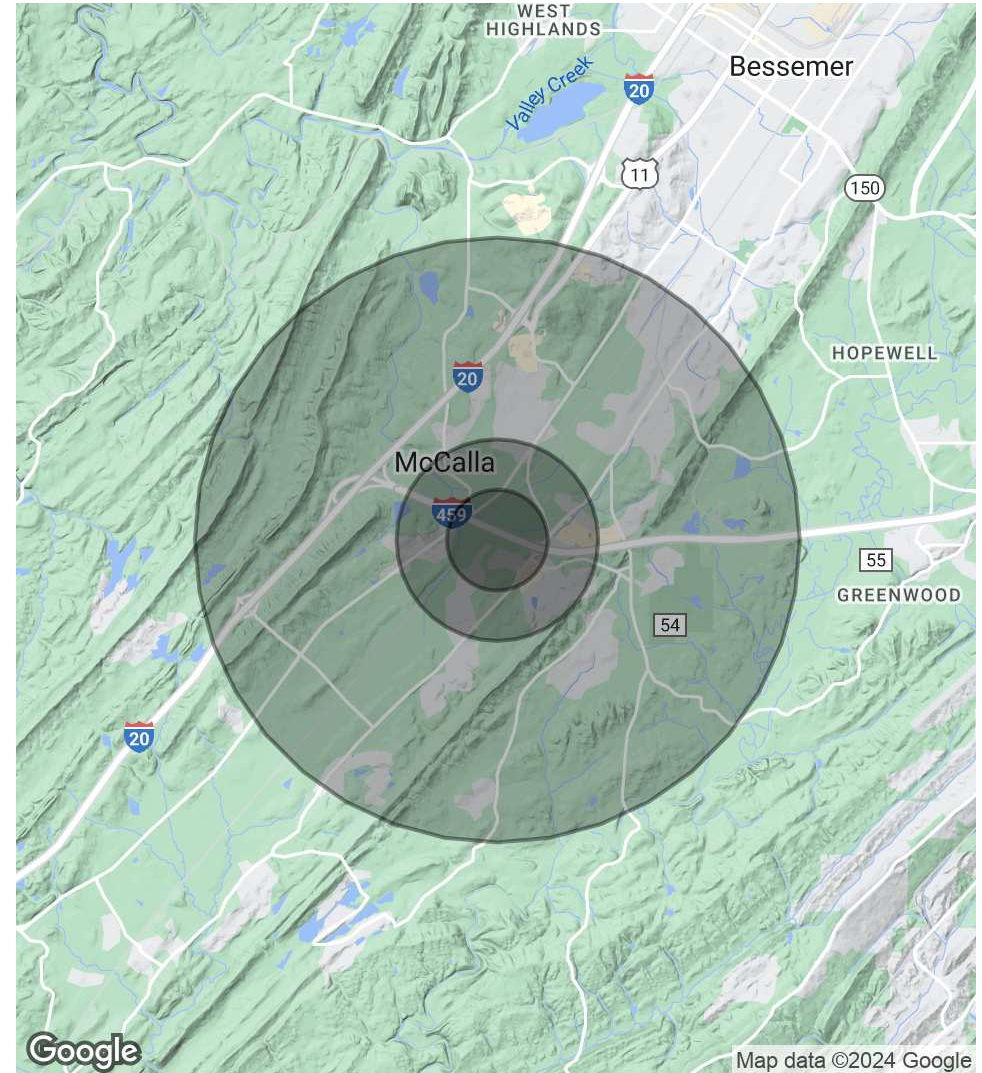 WEST
HIGHLANDS
Bessemer
Valley Creek
20
11
150
HOPEWELL
20
McCalla
459
55
GREENWOOD
54
20
Google
Map data ©2024 Google